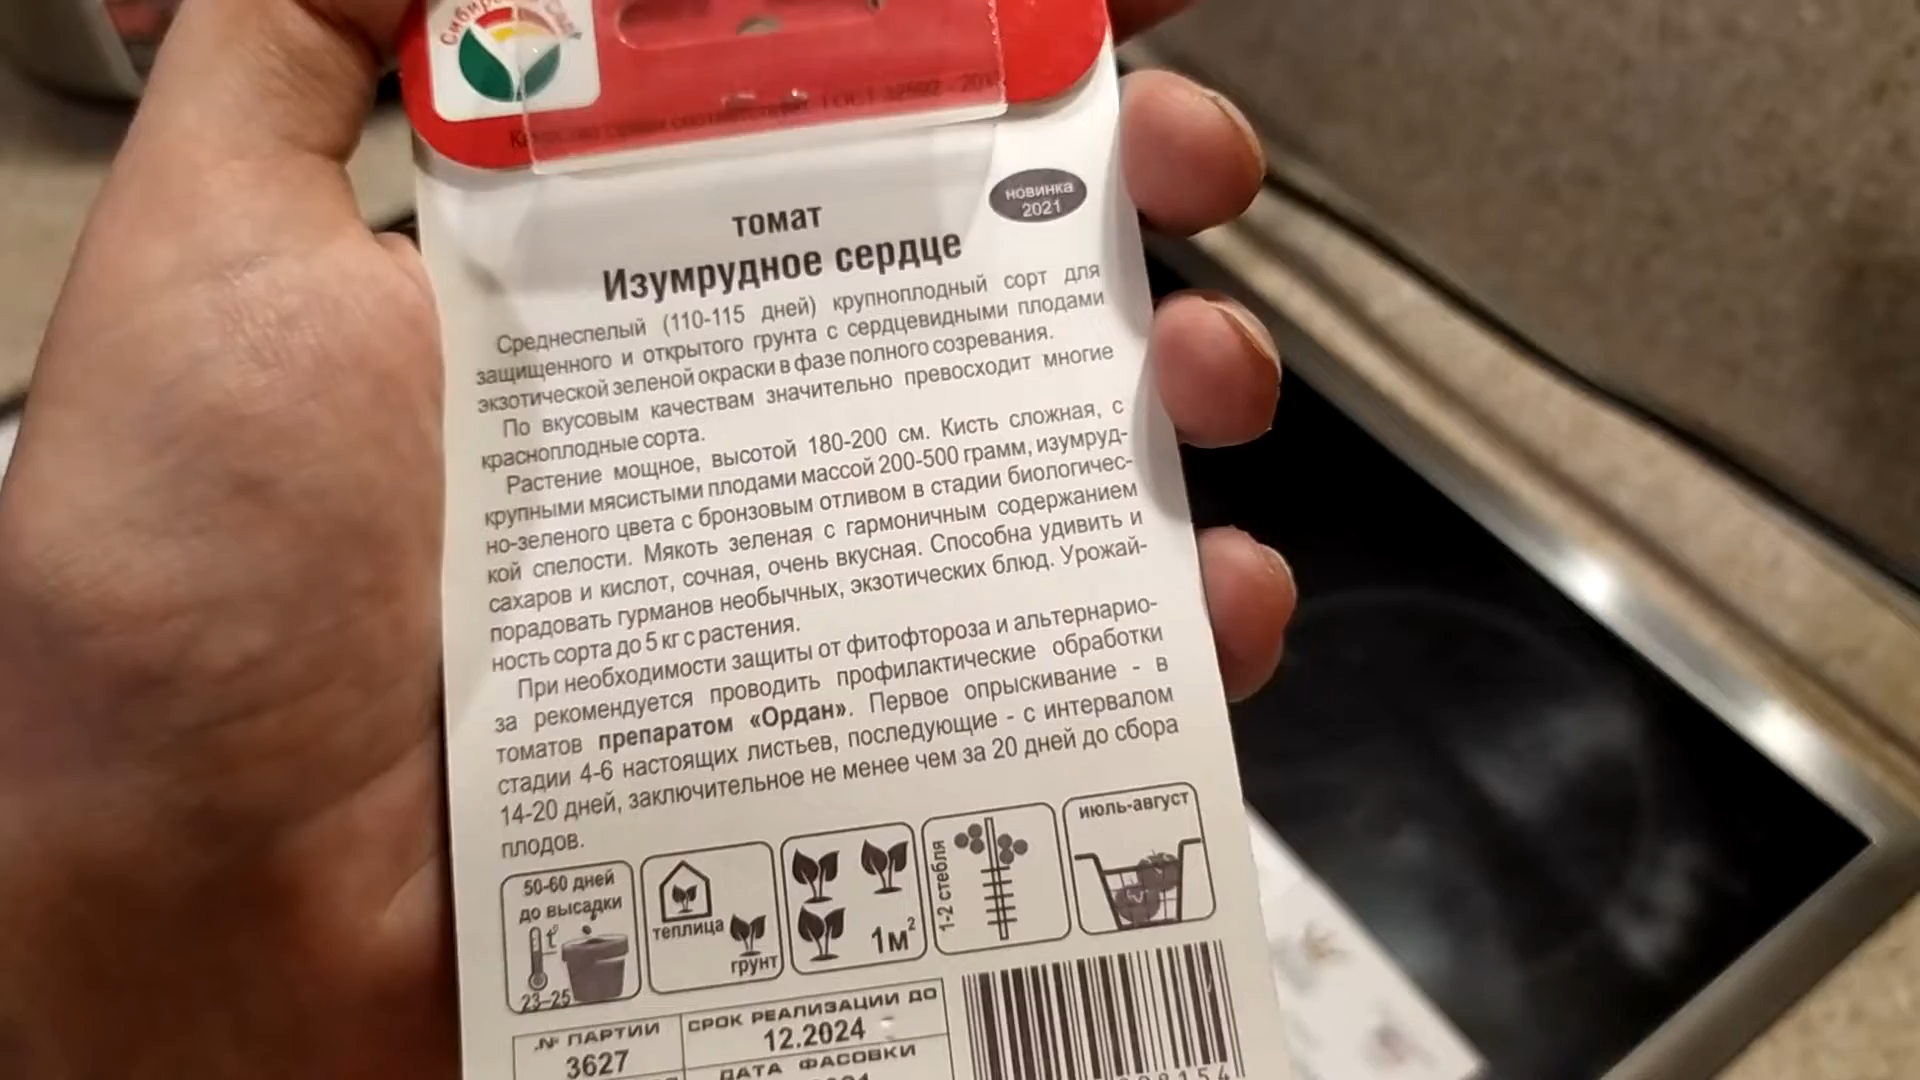 ГОСТ 32592 - 201
новинка
2021
томат
Изумрудное сердце
Среднеспелый (110-115 дней) крупноплодный сорт для
защищенного и открытого грунта с сердцевидными плодами
экзотической зеленой окраски в фазе полного созревания.
По вкусовым качествам значительно превосходит многие
красноплодные сорта.
Растение мощное, высотой 180-200 см. Кисть сложная, с
крупными мясистыми плодами массой 200-500 грамм, изумруд-
но-зеленого цвета с бронзовым отливом в стадии биологичес-
кой спелости. Мякоть зеленая с гармоничным содержанием
сахаров и кислот, сочная, очень вкусная. Способна удивить и
порадовать гурманов необычных, экзотических блюд. Урожай-
ность сорта до 5 кг с растения.
При необходимости защиты от фитофтороза и альтернарио-
за рекомендуется проводить профилактические обработки
томатов препаратом «Ордан». Первое опрыскивание - в
стадии 4-6 настоящих листьев, последующие - с интервалом
14-20 дней, заключительное не менее чем за 20 дней до сбора
плодов.
50-60 дней
до высадки
t°
23-25
теплица
грунт
1м²
1-2 стебля
июль-август
№ ПАРТИИ
3627
СРОК РЕАЛИЗАЦИИ ДО
12.2024
ДАТА ФАСОВКИ